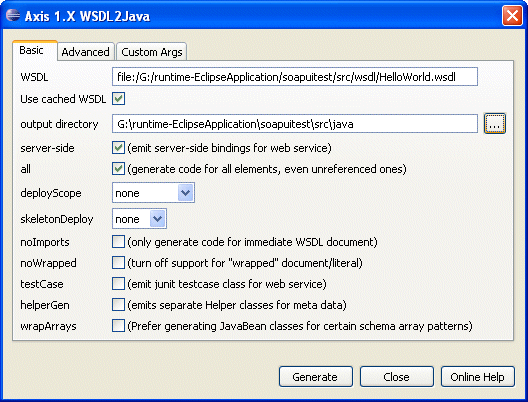 Axis 1.X WSDL2Java
Basic Advanced Custom Args
WSDL file:/G:/runtime-EclipseApplication/soapuitest/src/wsdl/HelloWorld.wsdl
Use cached WSDL
output directory G:\runtime-EclipseApplication\soapuitest\src\java ...
server-side (emit server-side bindings for web service)
all (generate code for all elements, even unreferenced ones)
deployScope none
skeletonDeploy none
noImports (only generate code for immediate WSDL document)
noWrapped (turn off support for "wrapped" document/literal)
testCase (emit junit testcase class for web service)
helperGen (emits separate Helper classes for meta data)
wrapArrays (Prefer generating JavaBean classes for certain schema array patterns)
Generate Close Online Help